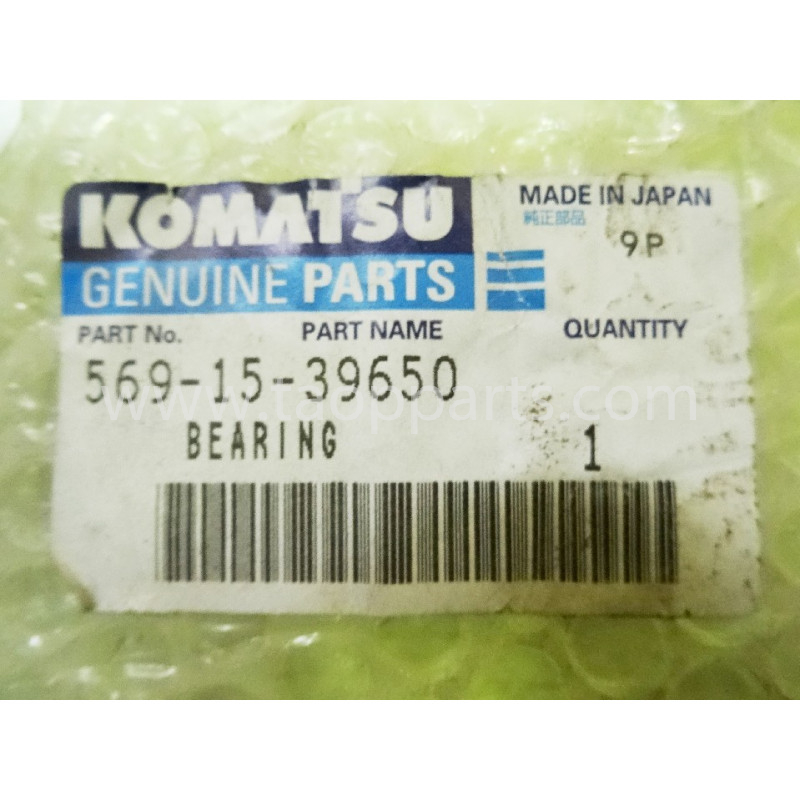 KOMATSU
GENUINE PARTS
MADE IN JAPAN
純正部品
9P
PART No. PART NAME QUANTITY
569-15-39650
www.taopparts.com
BEARING 1